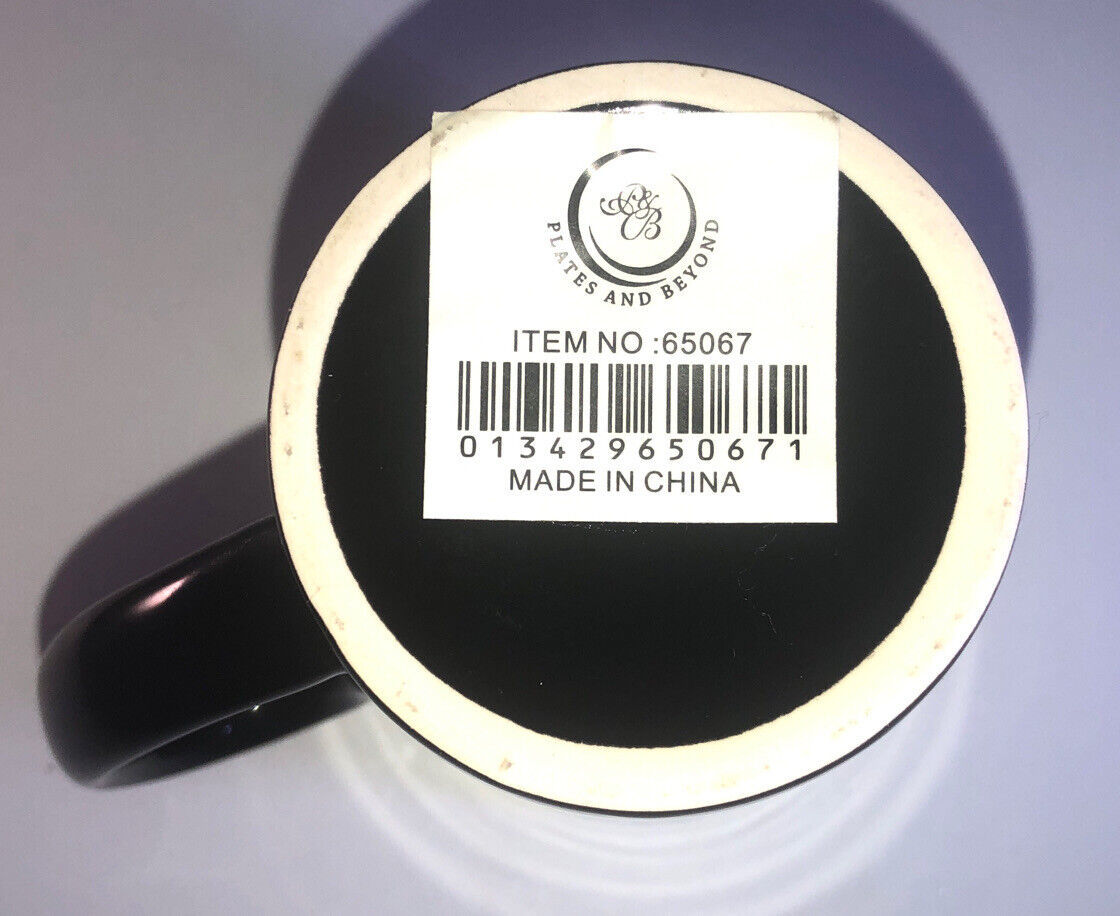 P&B
PLATES AND BEYOND
ITEM NO :65067
013429650671
MADE IN CHINA